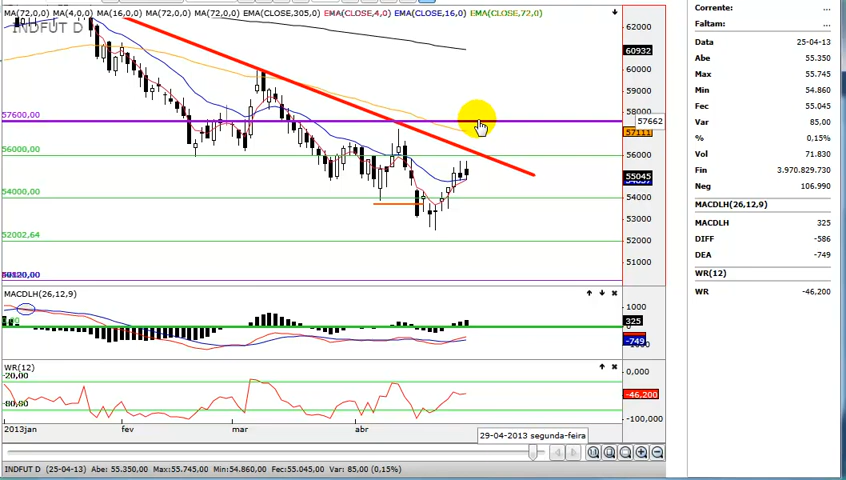 MA(72,0,0) MA(4,0,0) MA(16,0,0) MA(72,0,0) MA(72,0,0) EMA(CLOSE,305,0) EMA(CLOSE,4,0) EMA(CLOSE,16,0) EMA(CLOSE,72,0)
INDFUT D
62000
60932
60000
59000
58000
57600,00
57662
57111
56000,00
56000
55045
54000,00
54000
53000
52002.64
52000
51000
MACDLH(26,12,9)
1000
325
-749
WR(12)
-20,00
0,000
-46,200
-80,00
-100,000
2013jan
fev
mar
abr
29-04-2013 segunda-feira
INDFUT D (25-04-13) Abe: 55.350 Max:55.745 Min:54.860 Fec:55.045 Var: 85,00 (0,15%)
Corrente: ...
Faltam: ...
Data 25-04-13
Abe 55.350
Max 55.745
Min 54.860
Fec 55.045
Var 85,00
% 0,15%
Vol 71.830
Fin 3.970.829.730
Neg 106.990
MACDLH(26,12,9)
MACDLH 325
DIFF -586
DEA -749
WR(12)
WR -46,200